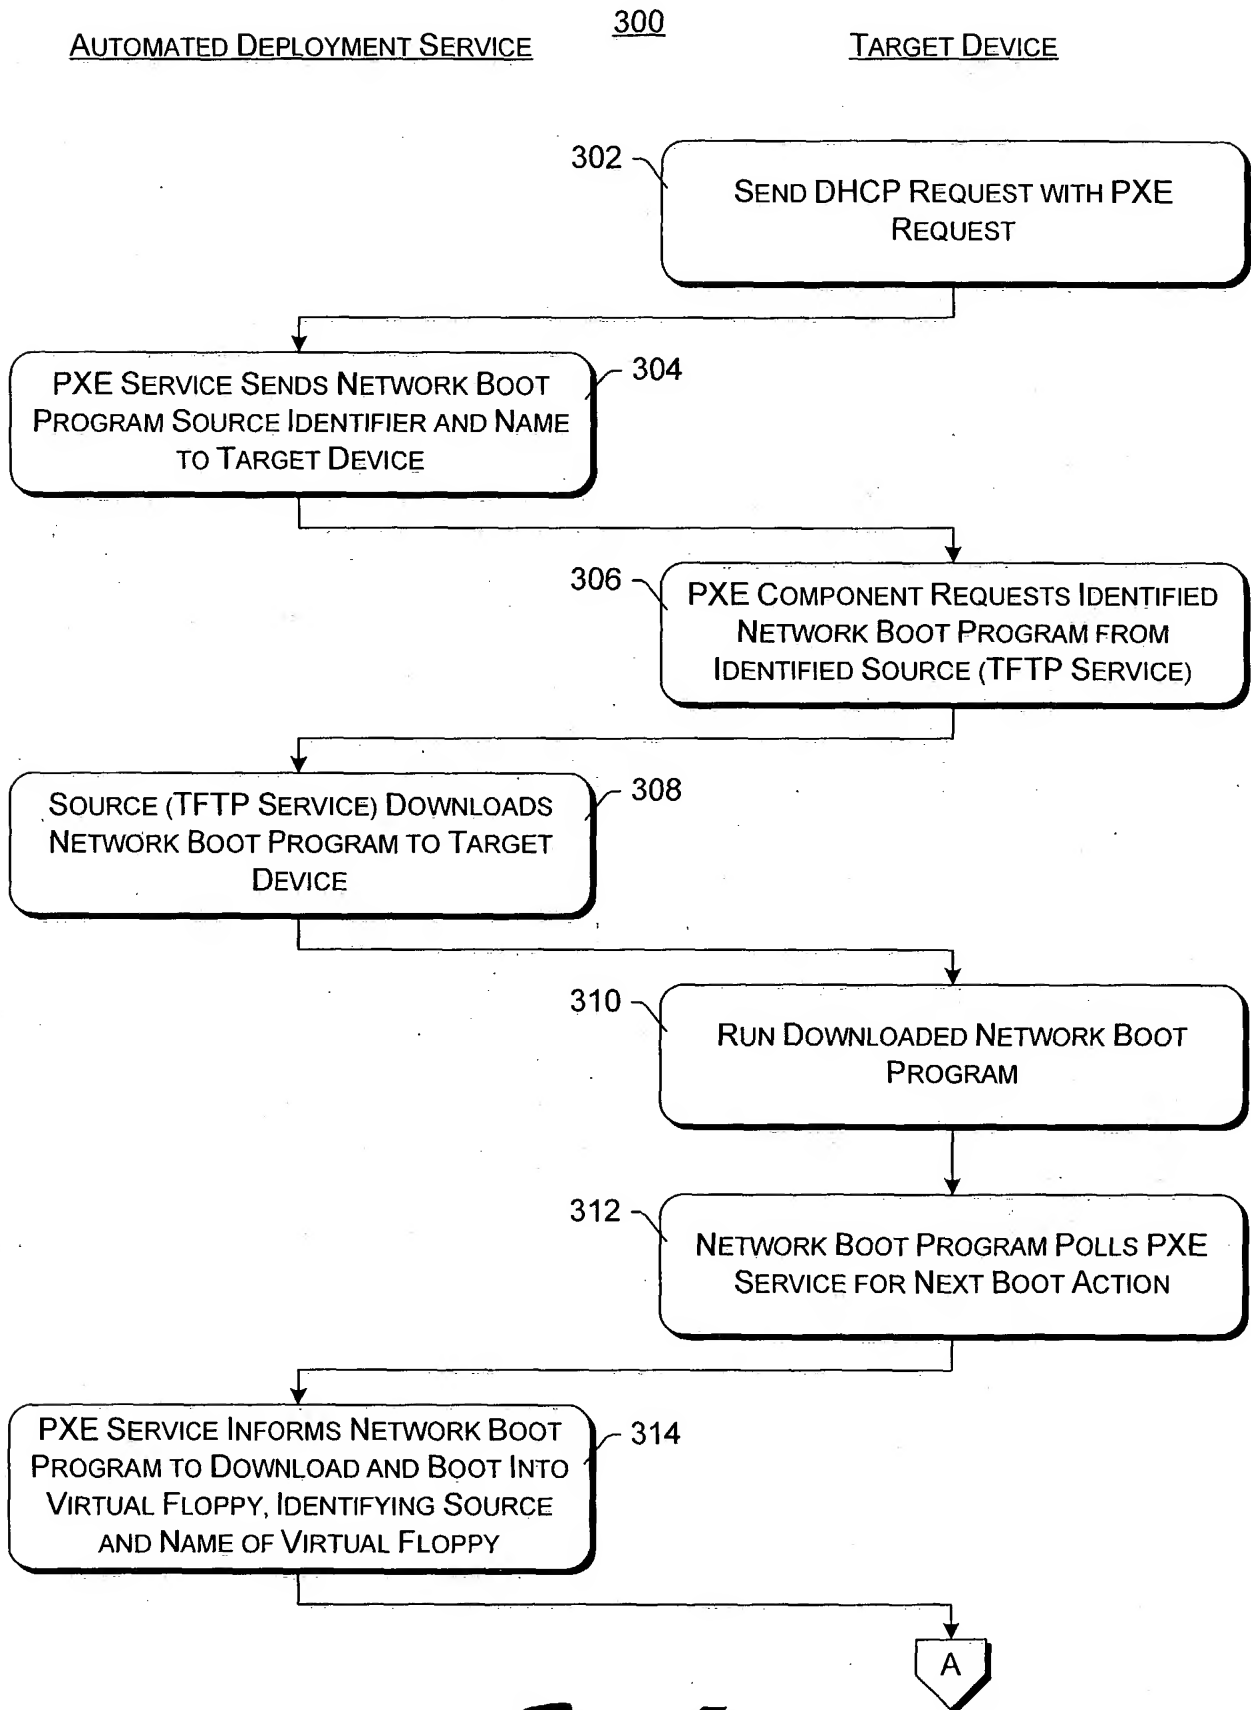 300
AUTOMATED DEPLOYMENT SERVICE
TARGET DEVICE
302
SEND DHCP REQUEST WITH PXE
REQUEST
304
PXE SERVICE SENDS NETWORK BOOT
PROGRAM SOURCE IDENTIFIER AND NAME
TO TARGET DEVICE
306
PXE COMPONENT REQUESTS IDENTIFIED
NETWORK BOOT PROGRAM FROM
IDENTIFIED SOURCE (TFTP SERVICE)
308
SOURCE (TFTP SERVICE) DOWNLOADS
NETWORK BOOT PROGRAM TO TARGET
DEVICE
310
RUN DOWNLOADED NETWORK BOOT
PROGRAM
312
NETWORK BOOT PROGRAM POLLS PXE
SERVICE FOR NEXT BOOT ACTION
314
PXE SERVICE INFORMS NETWORK BOOT
PROGRAM TO DOWNLOAD AND BOOT INTO
VIRTUAL FLOPPY, IDENTIFYING SOURCE
AND NAME OF VIRTUAL FLOPPY
A